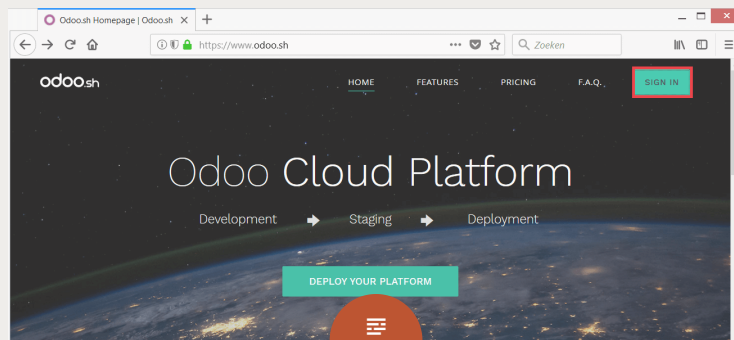 Odoo.sh Homepage | Odoo.sh
https://www.odoo.sh
Zoeken
odoo.sh
HOME FEATURES PRICING F.A.Q. SIGN IN
Odoo Cloud Platform
Development Staging Deployment
DEPLOY YOUR PLATFORM